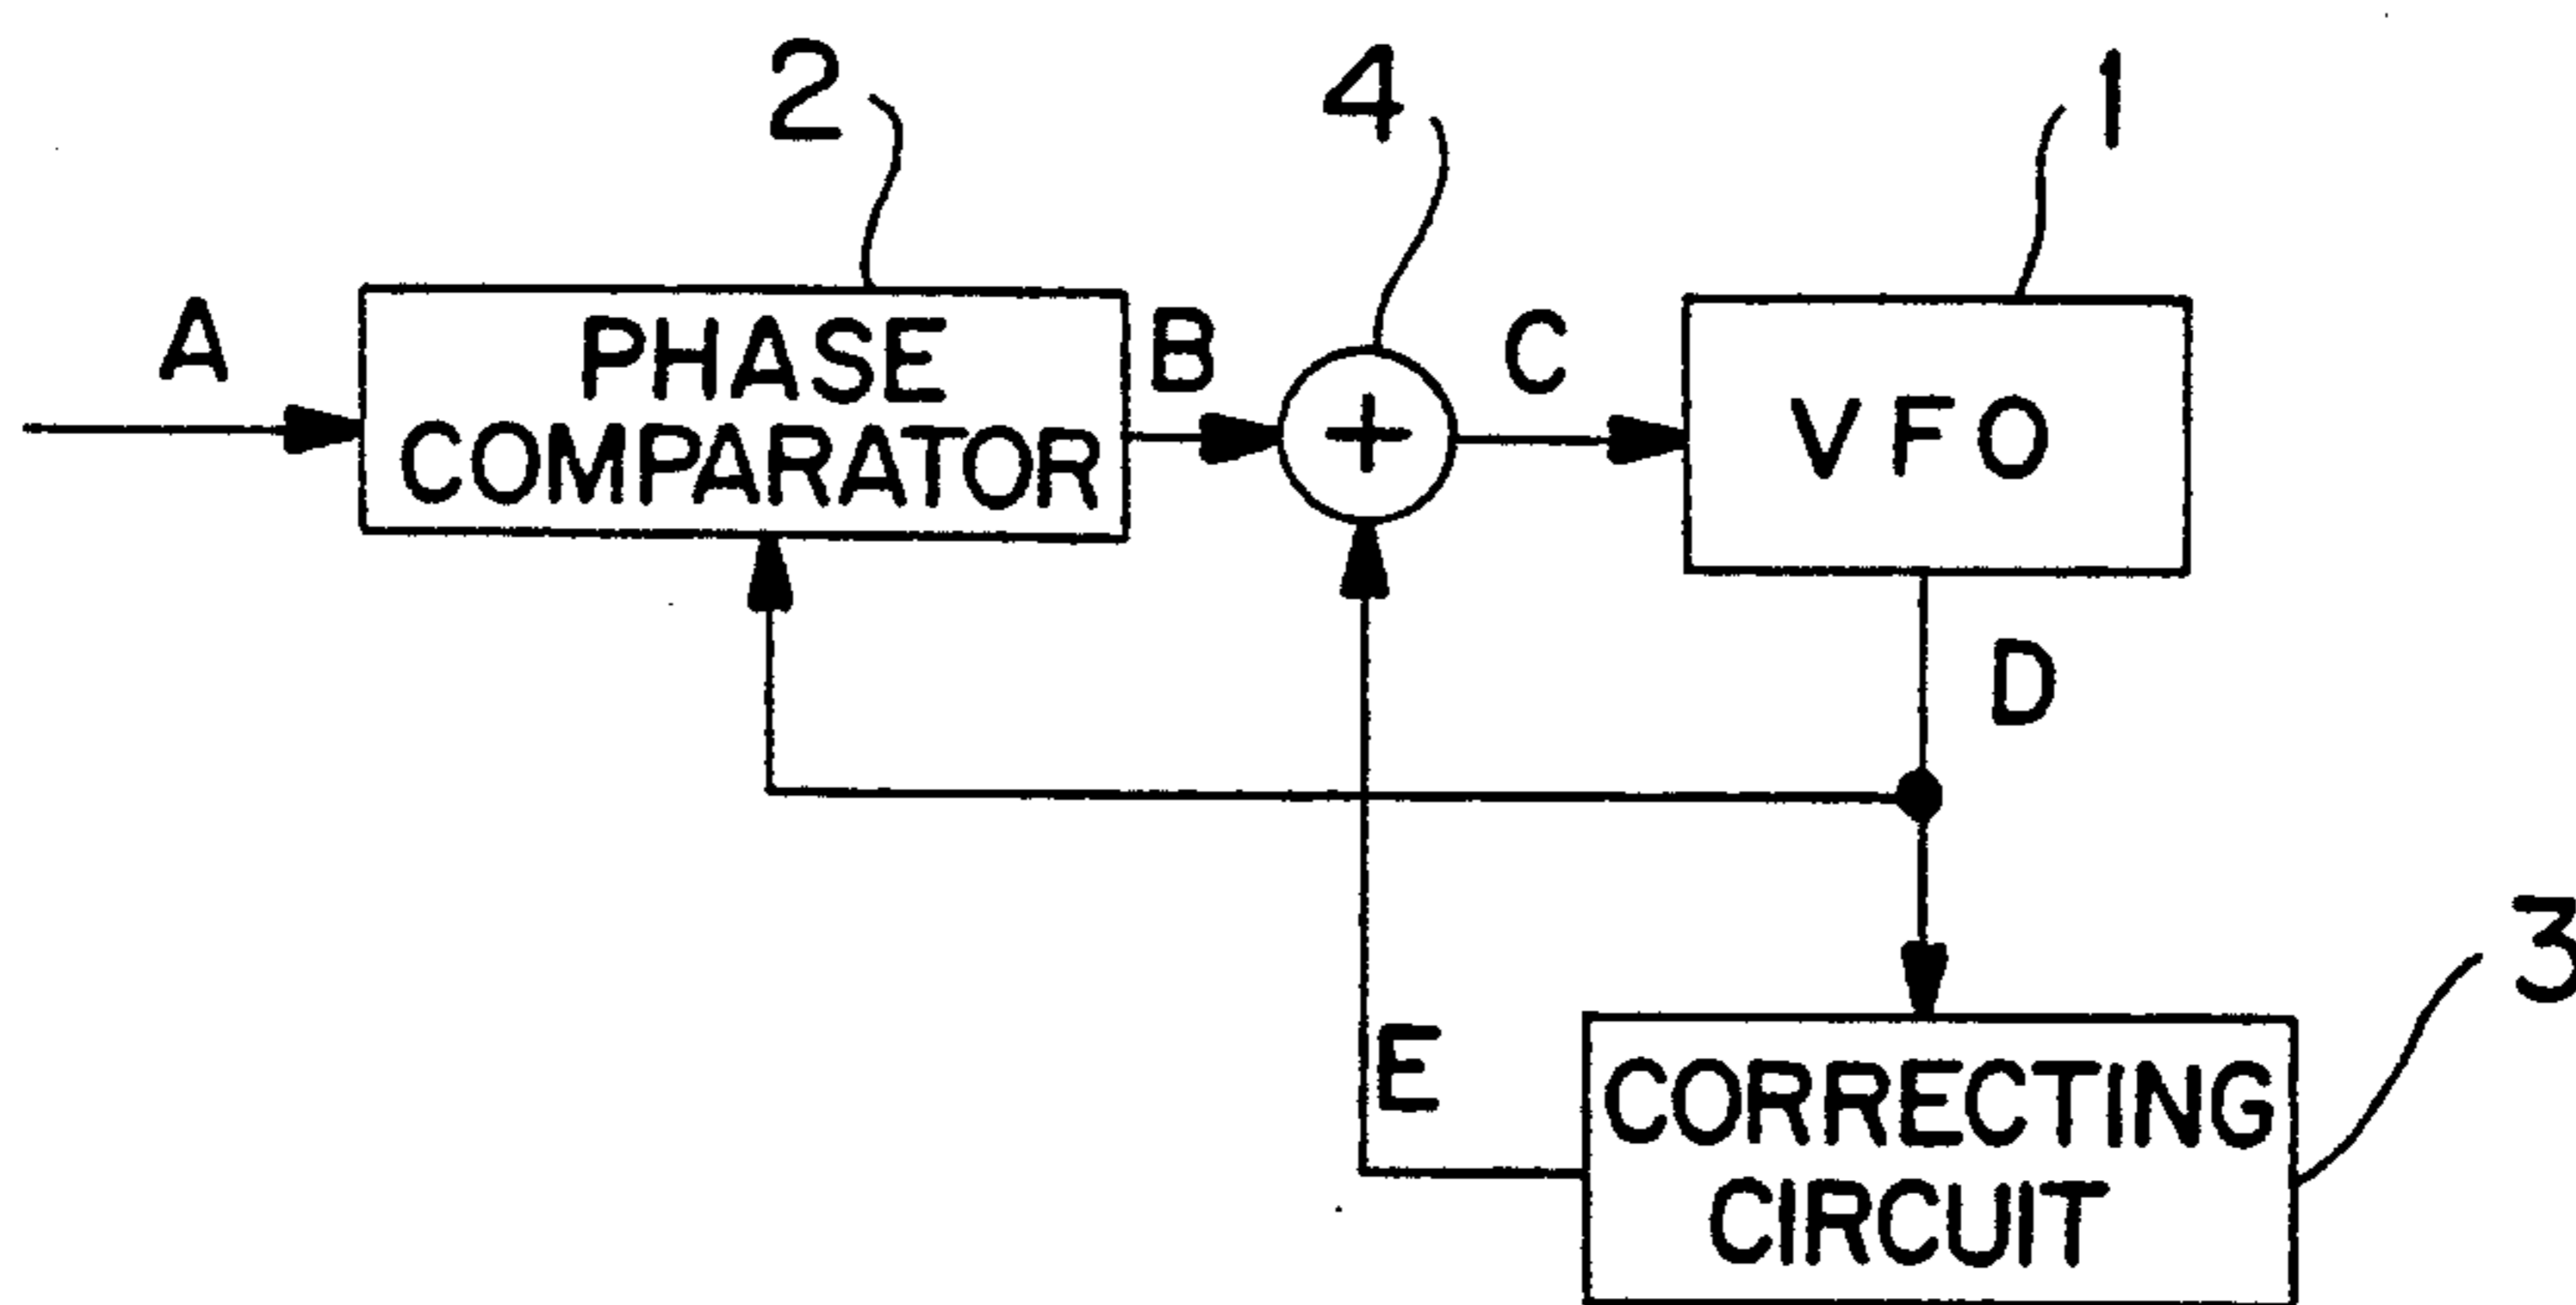 2
4
1
A
PHASE
COMPARATOR
B
+
C
VFO
D
3
E
CORRECTING
CIRCUIT